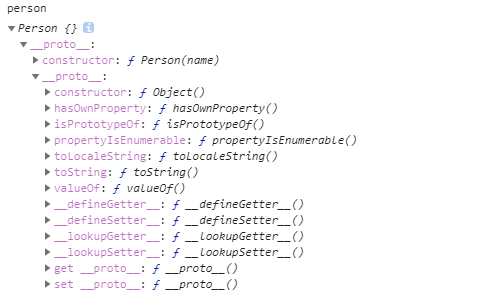 person
Person {} i
__proto__:
constructor: ƒ Person(name)
__proto__:
constructor: ƒ Object()
hasOwnProperty: ƒ hasOwnProperty()
isPrototypeOf: ƒ isPrototypeOf()
propertyIsEnumerable: ƒ propertyIsEnumerable()
toLocaleString: ƒ toLocaleString()
toString: ƒ toString()
valueOf: ƒ valueOf()
__defineGetter__: ƒ __defineGetter__()
__defineSetter__: ƒ __defineSetter__()
__lookupGetter__: ƒ __lookupGetter__()
__lookupSetter__: ƒ __lookupSetter__()
get __proto__: ƒ __proto__()
set __proto__: ƒ __proto__()